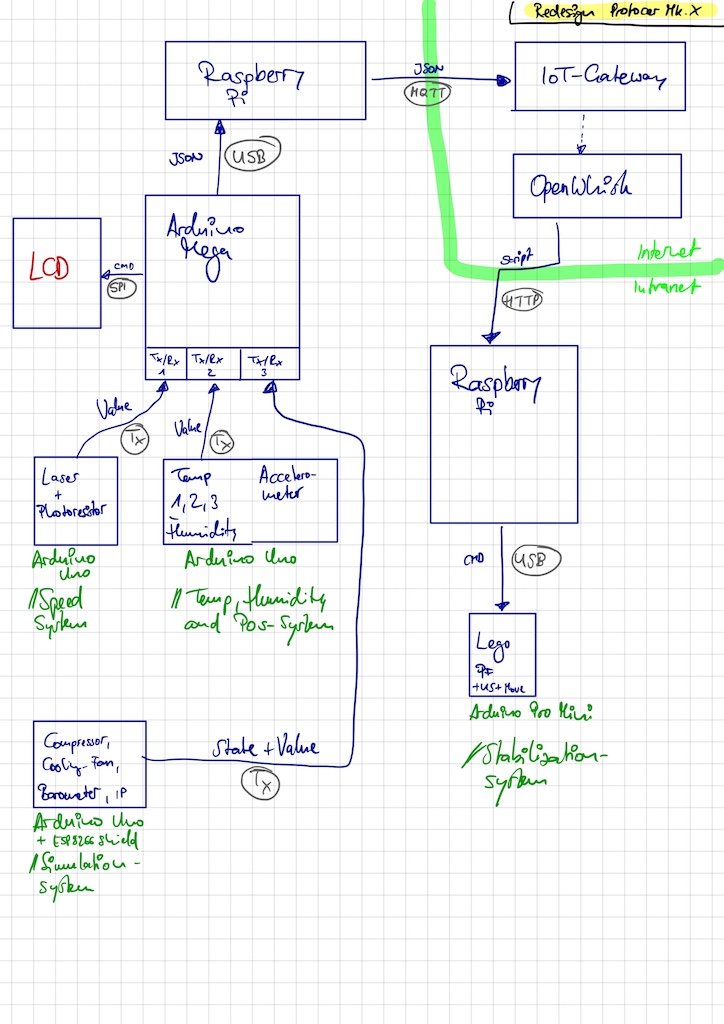 Redesign Protocar Mk.X
Raspberry
Pi
JSON
MQTT
IoT-Gateway
JSON
USB
OpenWhisk
Arduino
Mega
LCD
CMD
SPI
Internet
Intranet
Script
HTTP
Tx/Rx
1
Tx/Rx
2
Tx/Rx
3
Raspberry
Pi
Value
Tx
Value
Tx
Laser
+
Photoresistor
Temp
1, 2, 3
Humidity
Accelero-
meter
Arduino
Uno
// Speed
System
Arduino Uno
// Temp, Humidity
and Pos-System
CMD
USB
Lego
+US+Move
Arduino Pro Mini
// Stabilization-
system
Compressor,
Cooling-Fan,
Barometer, IP
State + Value
Tx
Arduino Uno
+ ESP8266 Shield
// Simulation-
system